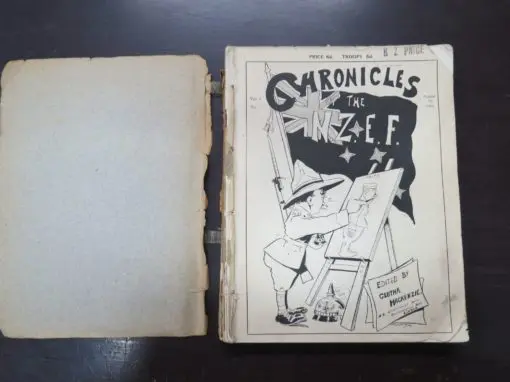 PRICE 6d. TROOPS 3d.
N Z PRICE
CHRONICLES
THE
N.Z.E.F.
EDITED BY
CLUTHA
MACKENZIE